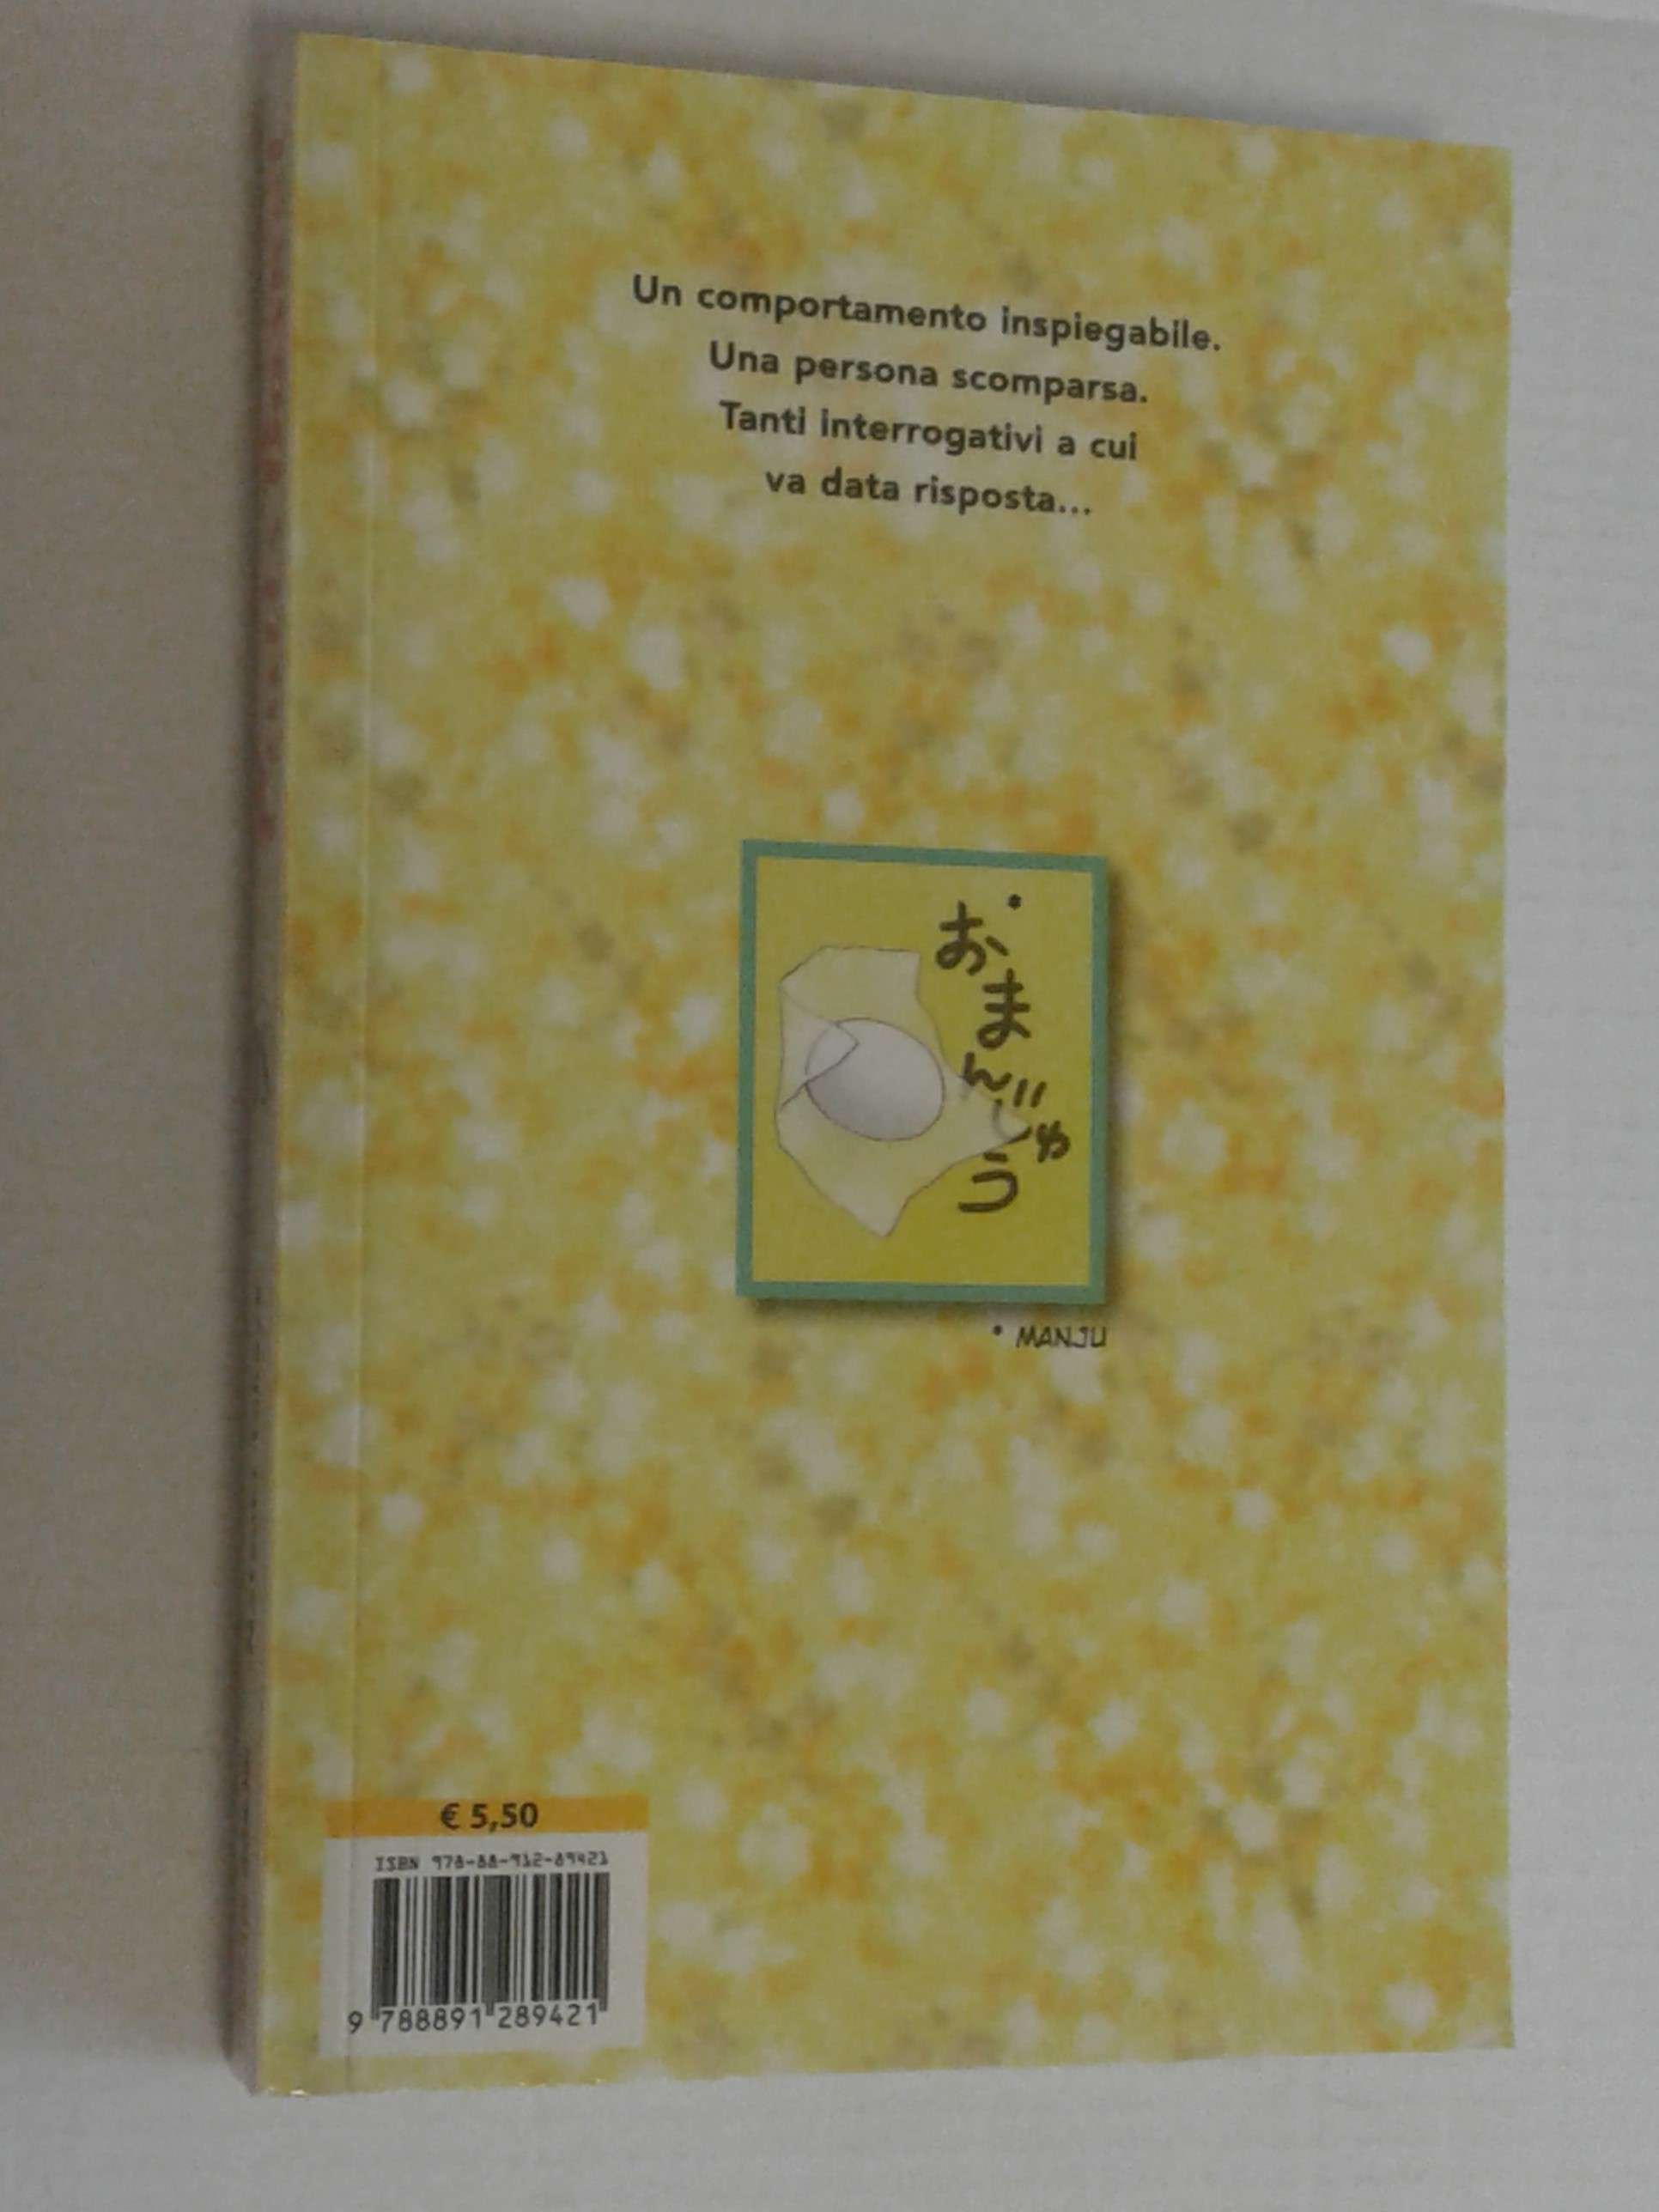 Un comportamento inspiegabile.
Una persona scomparsa.
Tanti interrogativi a cui
va data risposta...
*
おまんじゅう
* MANJU
€ 5,50
ISBN 978-88-912-89421
9 788891 289421